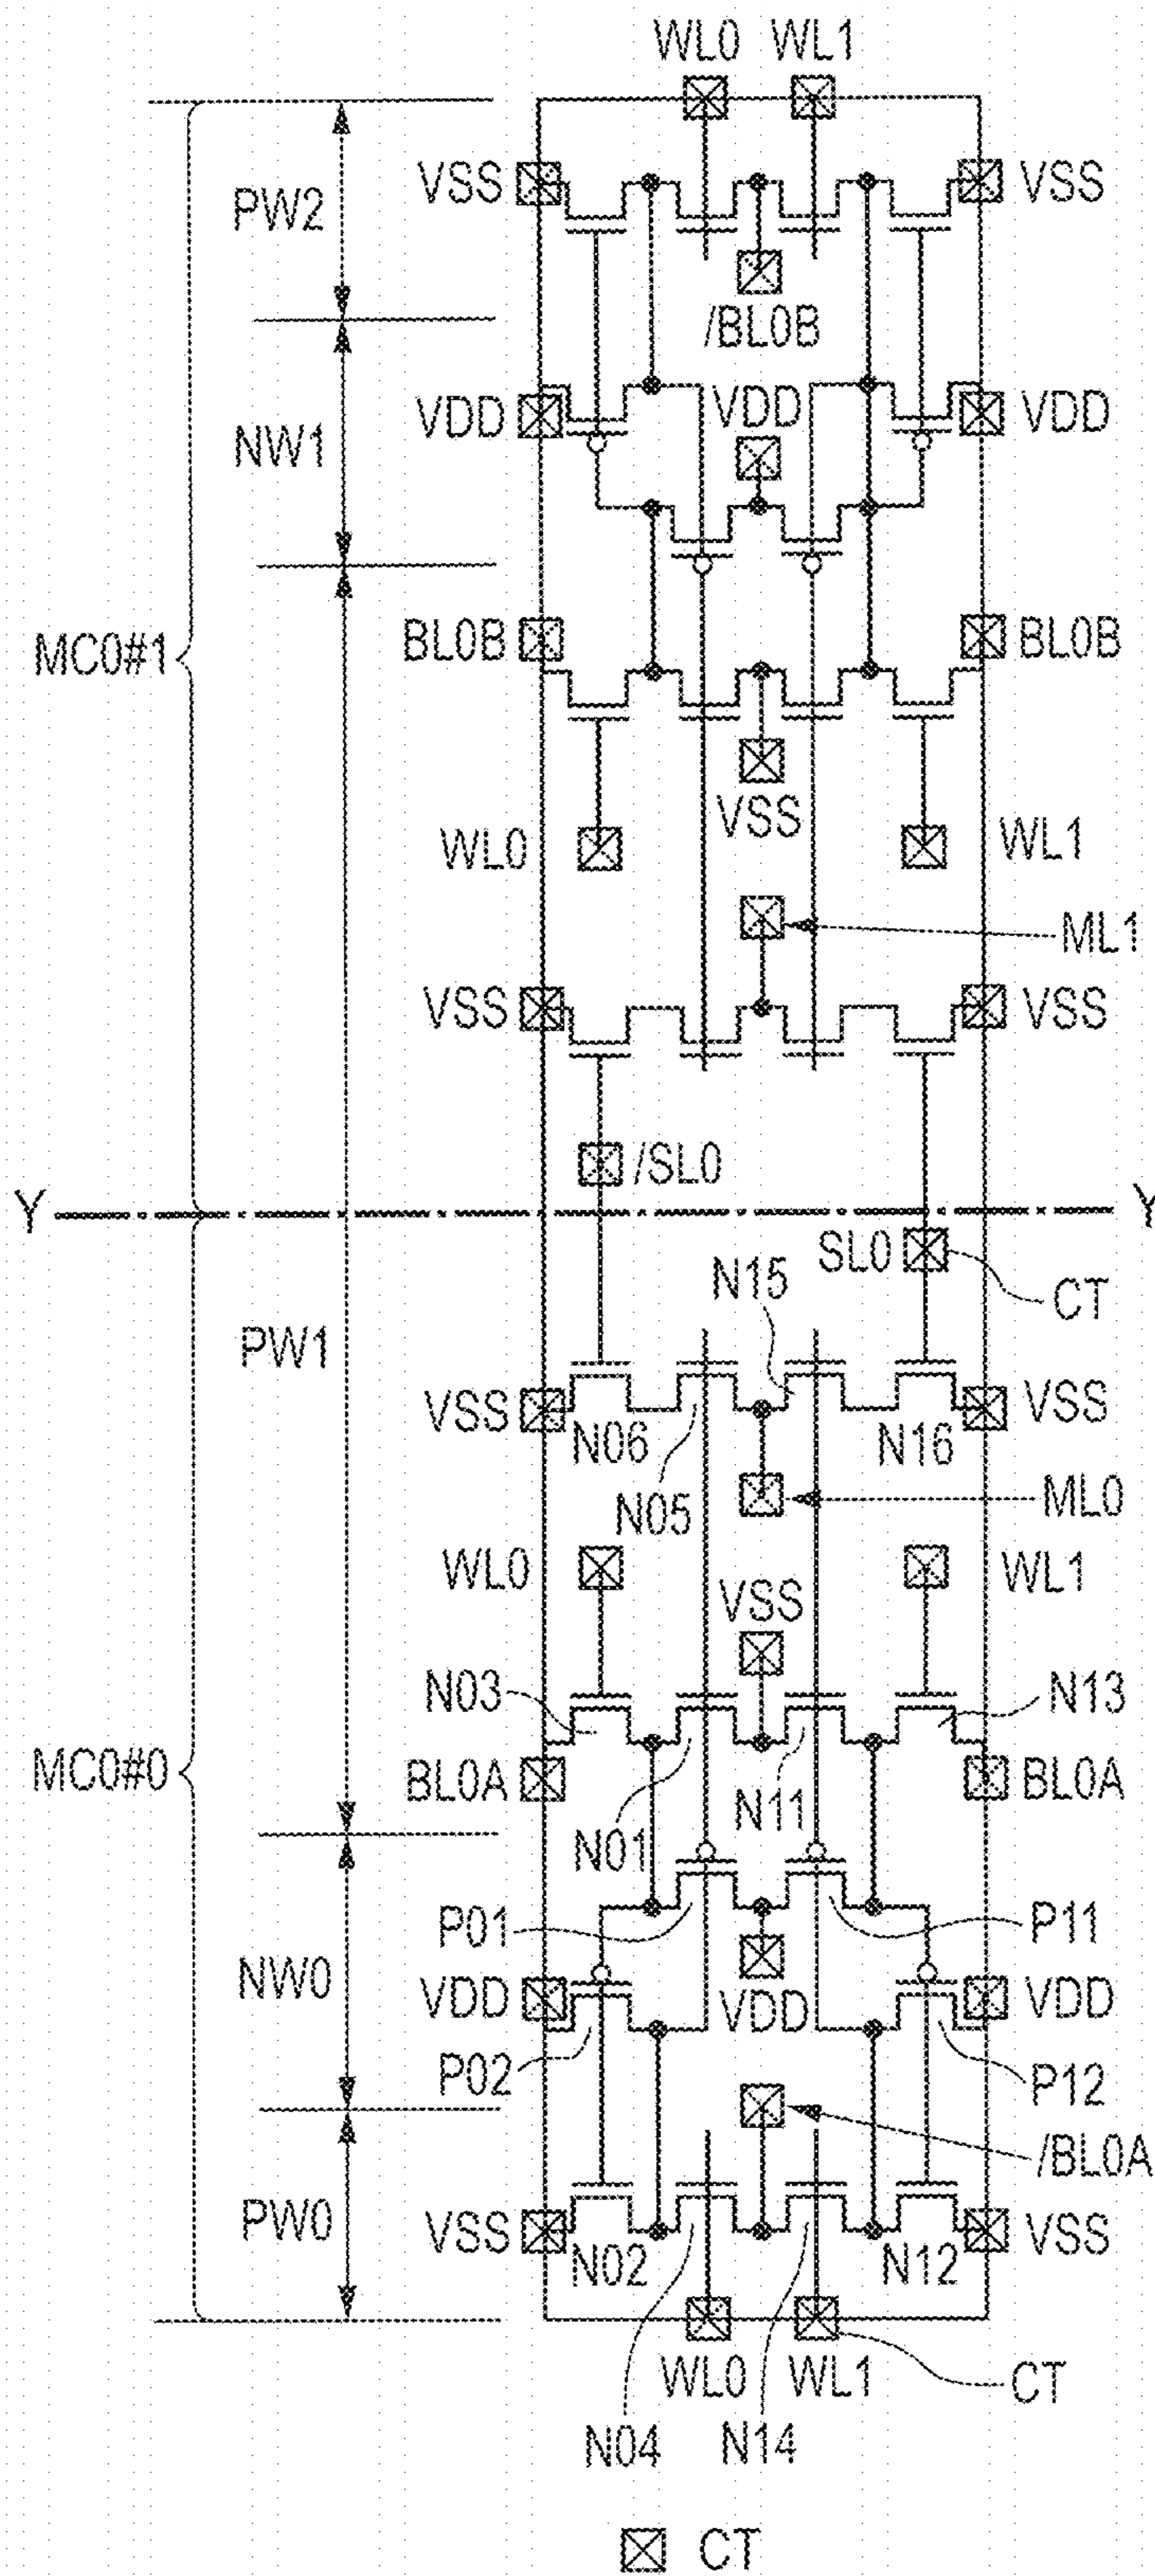 WL0 WL1
VSS VSS
PW2
/BL0B
VDD VDD VDD
NW1
BL0B BL0B
MC0#1
VSS
WL0 WL1
ML1
VSS VSS
/SL0
Y Y
SL0
N15
CT
PW1
VSS VSS
N06 N16
N05 ML0
WL0 WL1
VSS
N03 N13
MC0#0
BL0A BL0A
N11
N01
P01 P11
NW0
VDD VDD VDD
P02 P12
/BL0A
PW0
VSS VSS
N02 N12
WL0 WL1
CT
N04 N14
CT